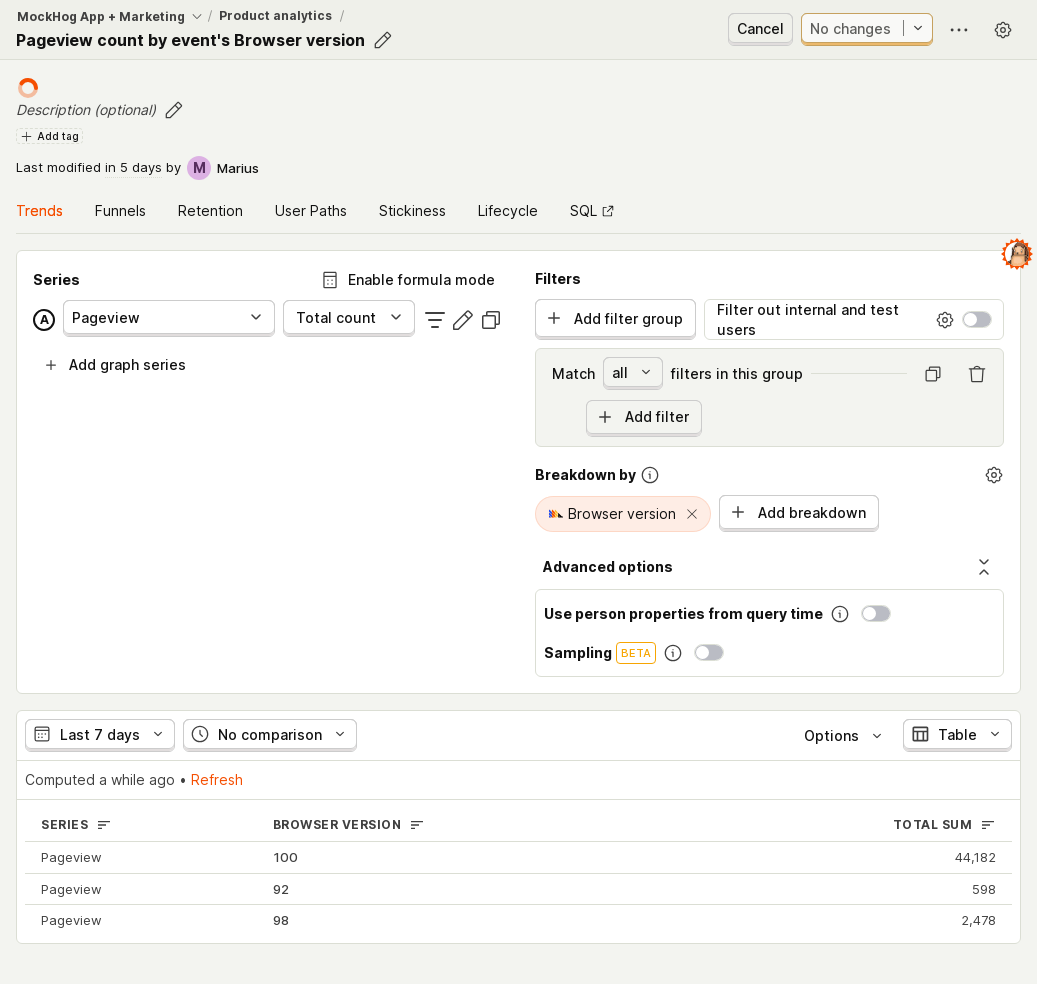 MockHog App + Marketing / Product analytics /
Pageview count by event's Browser version
Cancel
No changes
Description (optional)
Add tag
Last modified in 5 days by M Marius
Trends Funnels Retention User Paths Stickiness Lifecycle SQL
Series
Enable formula mode
A Pageview Total count
Add graph series
Filters
Add filter group
Filter out internal and test
users
Match all filters in this group
Add filter
Breakdown by
Browser version
Add breakdown
Advanced options
Use person properties from query time
Sampling BETA
Last 7 days No comparison Options Table
Computed a while ago • Refresh
SERIES BROWSER VERSION TOTAL SUM
Pageview 100 44,182
Pageview 92 598
Pageview 98 2,478